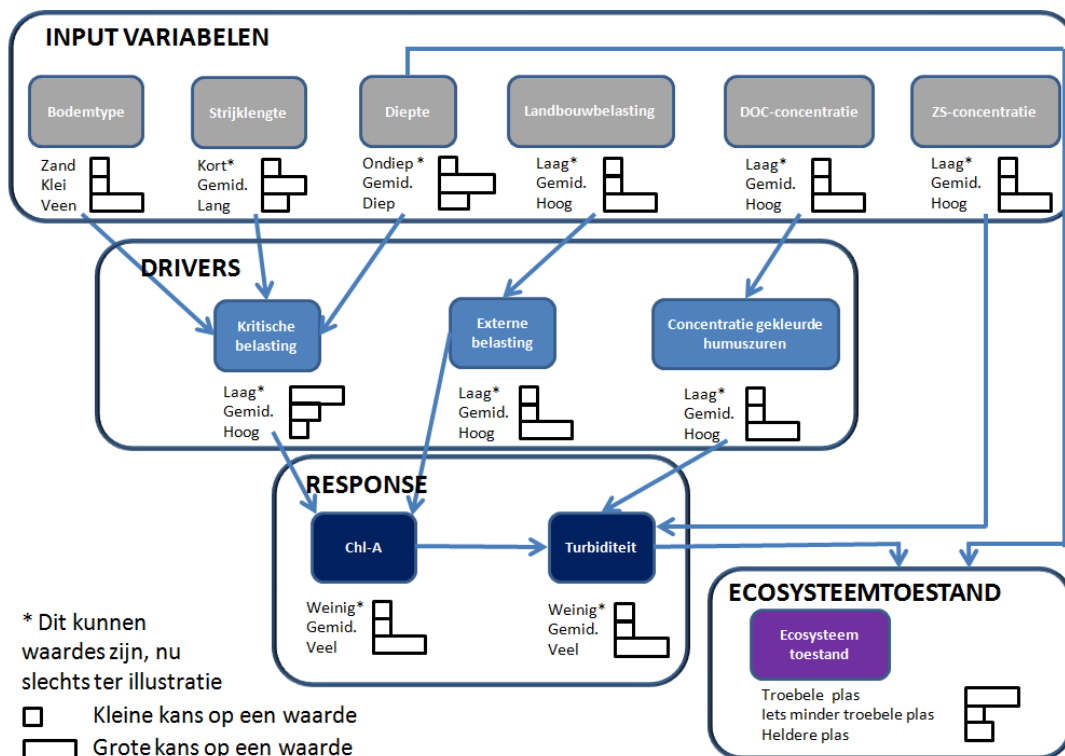 INPUT VARIABELEN
Bodemtype
Strijklengte
Diepte
Landbouwbelasting
DOC-concentratie
ZS-concentratie
Zand
Klei
Veen
Kort*
Gemid.
Lang
Ondiep *
Gemid.
Diep
Laag*
Gemid.
Hoog
Laag*
Gemid.
Hoog
Laag*
Gemid.
Hoog
DRIVERS
Kritische
belasting
Externe
belasting
Concentratie gekleurde
humuszuren
Laag*
Gemid.
Hoog
Laag*
Gemid.
Hoog
Laag*
Gemid.
Hoog
RESPONSE
Chl-A
Turbiditeit
Weinig*
Gemid.
Veel
Weinig*
Gemid.
Veel
ECOSYSTEEMTOESTAND
Ecosysteem
toestand
Troebele plas
Iets minder troebele plas
Heldere plas
* Dit kunnen
waardes zijn, nu
slechts ter illustratie
Kleine kans op een waarde
Grote kans op een waarde